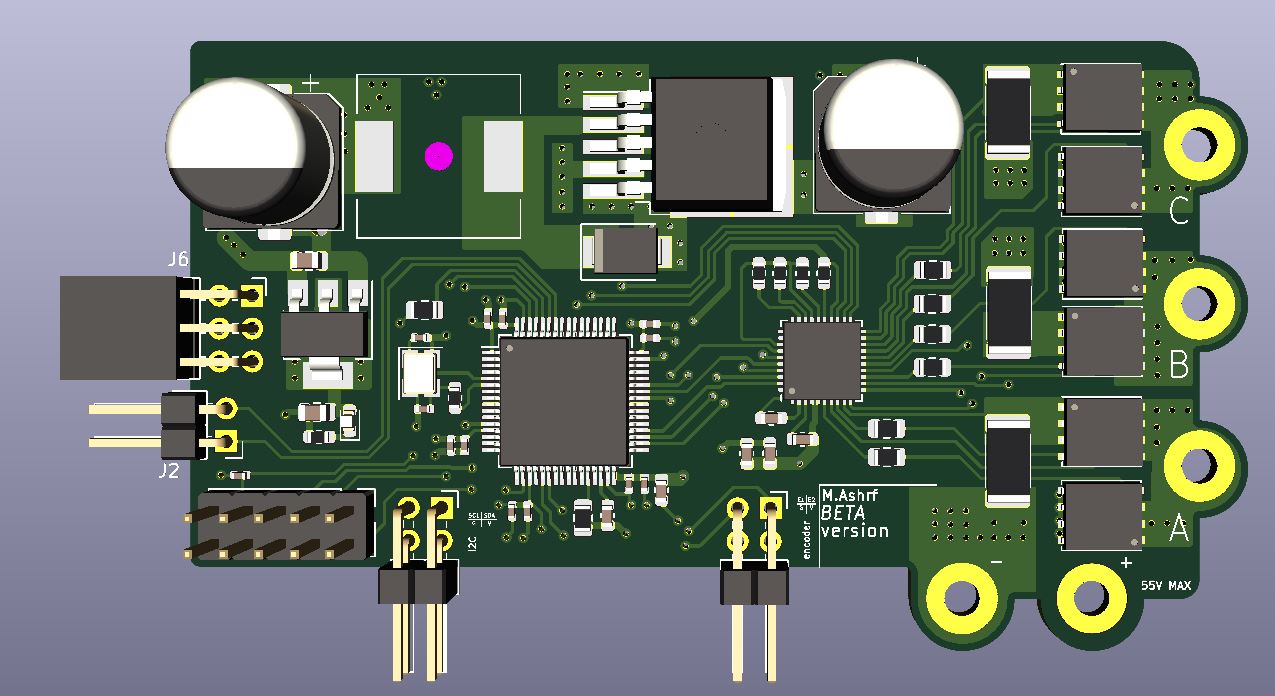 +
J6
C
B
J2
M.Ashrf
BETA
version
SCL SDA
I2C
encoder
A
-
+
55V MAX